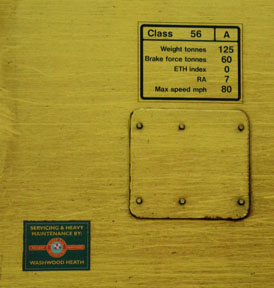 Class 56 A
Weight tonnes 125
Brake force tonnes 60
ETH index 0
RA 7
Max speed mph 80
SERVICING & HEAVY
MAINTENANCE BY:
WASHWOOD HEATH